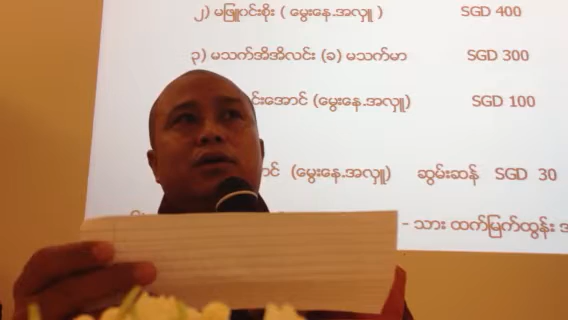 ၂) မဖြူဝင်းစိုး ( မွေးနေ့အလှူ ) SGD 400
၃) မသက်အိအိလင်း (ခ) မသက်မာ SGD 300
င်းအောင် (မွေးနေ့အလှူ) SGD 100
င် (မွေးနေ့အလှူ) ဆွမ်းဆန် SGD 30
- သား ထက်မြက်ထွန်း